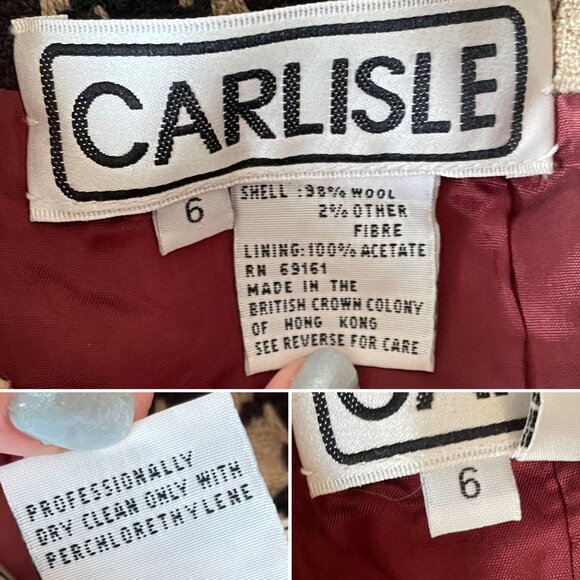 CARLISLE
6
SHELL :98% WOOL
2% OTHER
FIBRE
LINING:100% ACETATE
RN 69161
MADE IN THE
BRITISH CROWN COLONY
OF HONG KONG
SEE REVERSE FOR CARE
PROFESSIONALLY
DRY CLEAN ONLY WITH
PERCHLORETHYLENE
6